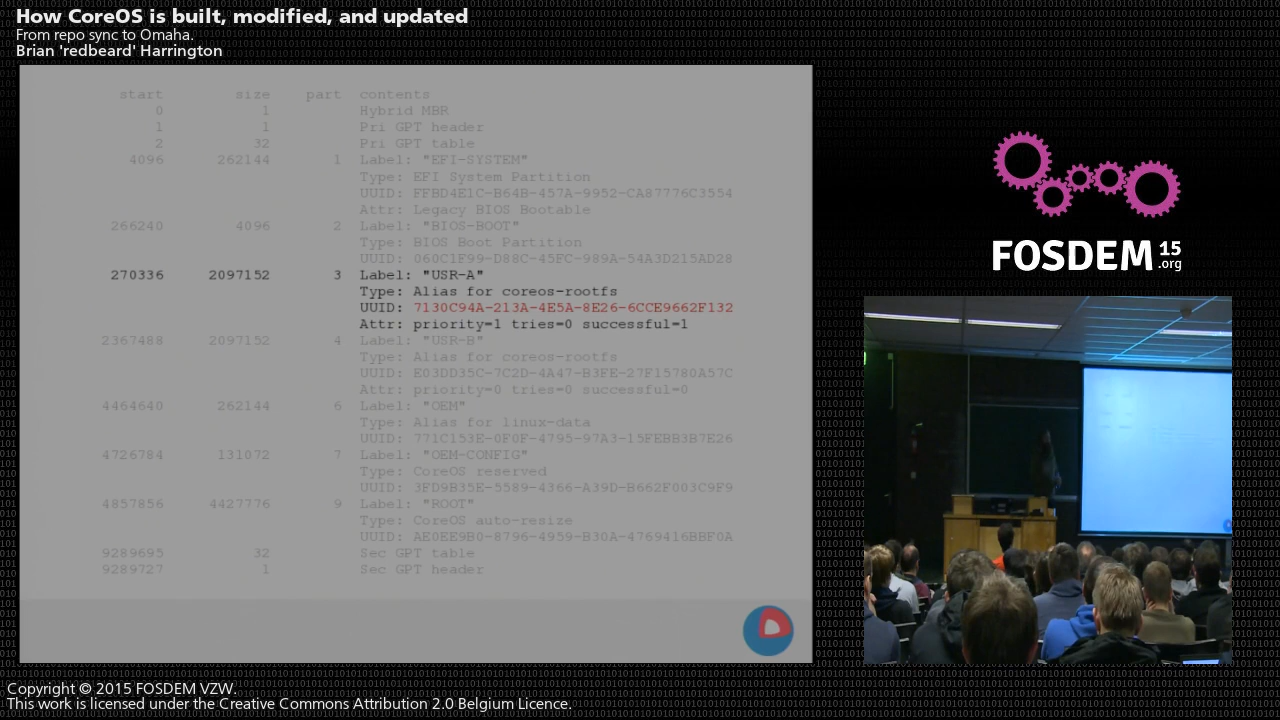 How CoreOS is built, modified, and updated
From repo sync to Omaha.
Brian 'redbeard' Harrington
start size part contents
0 1 Hybrid MBR
1 1 Pri GPT header
2 32 Pri GPT table
4096 262144 1 Label: "EFI-SYSTEM"
Type: EFI System Partition
UUID: FFBD4E1C-B64B-457A-9952-CA87776C3554
Attr: Legacy BIOS Bootable
266240 4096 2 Label: "BIOS-BOOT"
Type: BIOS Boot Partition
UUID: 060C1F99-D88C-45FC-989A-54A3D215AD28
270336 2097152 3 Label: "USR-A"
Type: Alias for coreos-rootfs
UUID: 7130C94A-213A-4E5A-8E26-6CCE9662F132
Attr: priority=1 tries=0 successful=1
2367488 2097152 4 Label: "USR-B"
Type: Alias for coreos-rootfs
UUID: E03DD35C-7C2D-4A47-B3FE-27F15780A57C
Attr: priority=0 tries=0 successful=0
4464640 262144 6 Label: "OEM"
Type: Alias for linux-data
UUID: 771C153E-0F0F-4795-97A3-15FEBB3B7E26
4726784 131072 7 Label: "OEM-CONFIG"
Type: CoreOS reserved
UUID: 3FD9B35E-5589-4366-A39D-B662F003C9F9
4857856 4427776 9 Label: "ROOT"
Type: CoreOS auto-resize
UUID: AE0EE9B0-8796-4959-B30A-4769416BBF0A
9289695 32 Sec GPT table
9289727 1 Sec GPT header
FOSDEM 15
.org
Copyright © 2015 FOSDEM VZW.
This work is licensed under the Creative Commons Attribution 2.0 Belgium Licence.